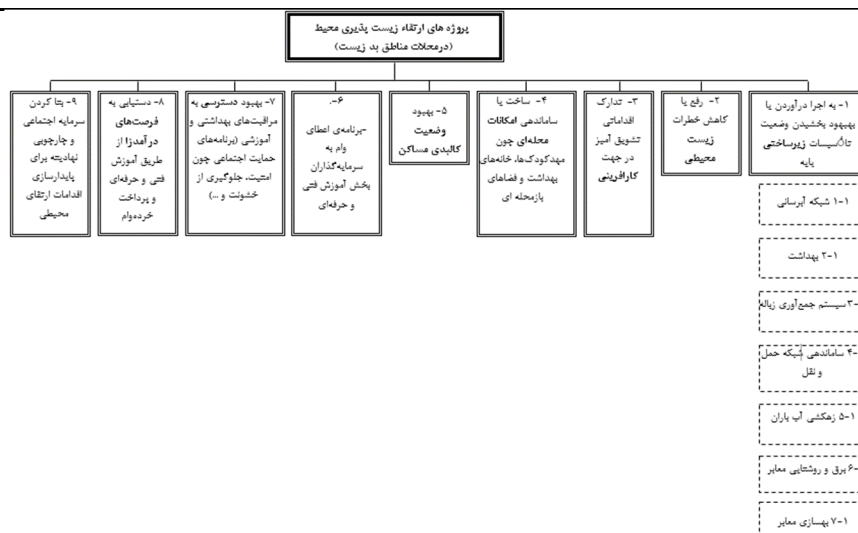 پروژه های ارتقاء زیست پذیری محیط
(درمحلات مناطق بد زیست)
۱- به اجرا درآوردن یا
بهبهود بخشیدن وضعیت
تاًسیسات زیرساختی
پایه
۱-۱ شبکه آبرسانی
۲-۱ بهداشت
۳- سیستم جمع‌آوری زباله
۴- ساماندهی شبکه حمل
و نقل
۵-۱ زهکشی آب باران
۶- برق و روشنایی معابر
۷-۱ بهسازی معابر
۲- رفع یا
کاهش خطرات
زیست
محیطی
۳- تدارک
اقداماتی
تشویق آمیز
در جهت
کارآفرینی
۴- ساخت یا
ساماندهی امکانات
محله‌ای چون
مهدکودک‌ها، خانه‌های
بهداشت و فضاهای
بازمحله ای
۵- بهبود
وضعیت
کالبدی مساکن
۶-.
-برنامه‌ی اعطای
وام به
سرمایه‌گذاران
بخش آموزش فنی
و حرفه‌ای
۷- بهبود دسترسی به
مراقبت‌های بهداشتی و
آموزشی (برنامه‌های
حمایت اجتماعی چون
امنیت، جلوگیری از
خشونت و ...)
۸- دستیابی به
فرصت‌های
درآمدزا از
طریق آموزش
فنی و حرفه‌ای
و پرداخت
خرده‌وام
۹- بنا کردن
سرمایه اجتماعی
و چارچوبی
نهادینه برای
پایدارسازی
اقدامات ارتقای
محیطی